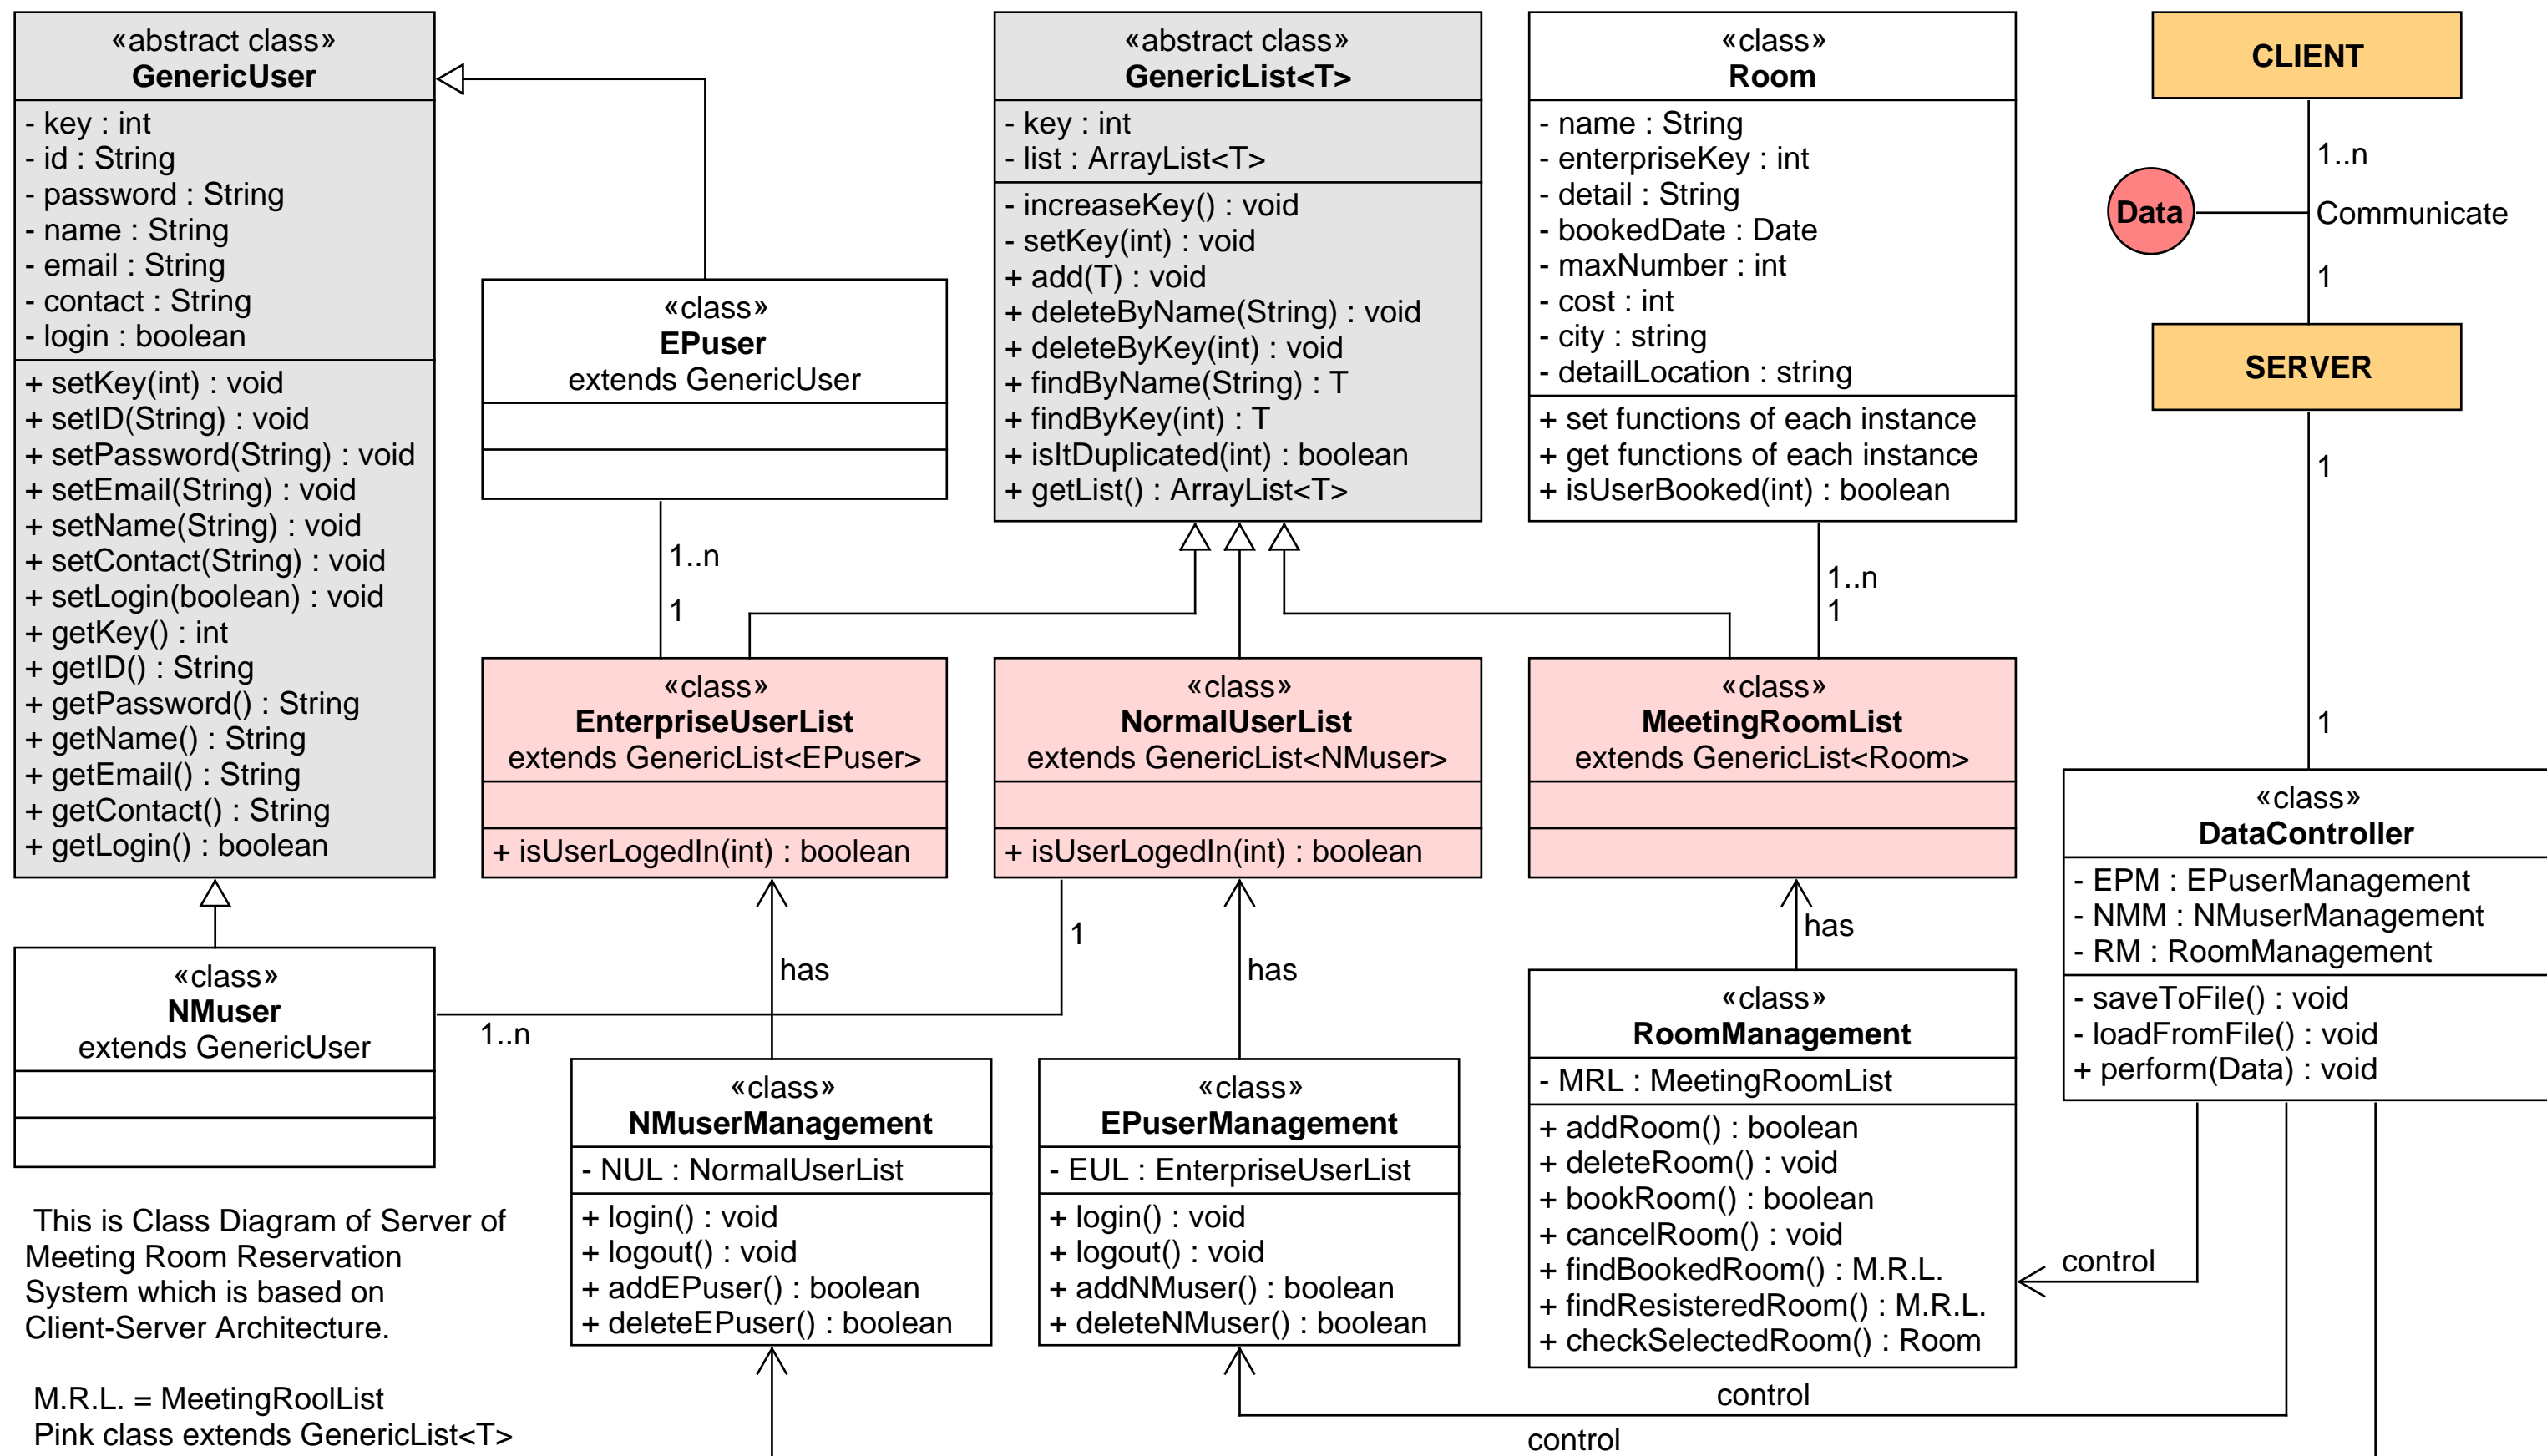 «abstract class»
GenericUser
- key : int
- id : String
- password : String
- name : String
- email : String
- contact : String
- login : boolean
+ setKey(int) : void
+ setID(String) : void
+ setPassword(String) : void
+ setEmail(String) : void
+ setName(String) : void
+ setContact(String) : void
+ setLogin(boolean) : void
+ getKey() : int
+ getID() : String
+ getPassword() : String
+ getName() : String
+ getEmail() : String
+ getContact() : String
+ getLogin() : boolean
«class»
EPuser
extends GenericUser
1..n
1
«abstract class»
GenericList<T>
- key : int
- list : ArrayList<T>
- increaseKey() : void
- setKey(int) : void
+ add(T) : void
+ deleteByName(String) : void
+ deleteByKey(int) : void
+ findByName(String) : T
+ findByKey(int) : T
+ isItDuplicated(int) : boolean
+ getList() : ArrayList<T>
«class»
Room
- name : String
- enterpriseKey : int
- detail : String
- bookedDate : Date
- maxNumber : int
- cost : int
- city : string
- detailLocation : string
+ set functions of each instance
+ get functions of each instance
+ isUserBooked(int) : boolean
1..n
1
CLIENT
1..n
Data
Communicate
1
SERVER
1
1
«class»
EnterpriseUserList
extends GenericList<EPuser>
+ isUserLogedIn(int) : boolean
«class»
NormalUserList
extends GenericList<NMuser>
+ isUserLogedIn(int) : boolean
«class»
MeetingRoomList
extends GenericList<Room>
«class»
DataController
- EPM : EPuserManagement
- NMM : NMuserManagement
- RM : RoomManagement
- saveToFile() : void
- loadFromFile() : void
+ perform(Data) : void
«class»
NMuser
extends GenericUser
1..n
has
1
has
has
«class»
NMuserManagement
- NUL : NormalUserList
+ login() : void
+ logout() : void
+ addEPuser() : boolean
+ deleteEPuser() : boolean
«class»
EPuserManagement
- EUL : EnterpriseUserList
+ login() : void
+ logout() : void
+ addNMuser() : boolean
+ deleteNMuser() : boolean
«class»
RoomManagement
- MRL : MeetingRoomList
+ addRoom() : boolean
+ deleteRoom() : void
+ bookRoom() : boolean
+ cancelRoom() : void
+ findBookedRoom() : M.R.L.
+ findResisteredRoom() : M.R.L.
+ checkSelectedRoom() : Room
control
control
control
This is Class Diagram of Server of
Meeting Room Reservation
System which is based on
Client-Server Architecture.
M.R.L. = MeetingRoolList
Pink class extends GenericList<T>